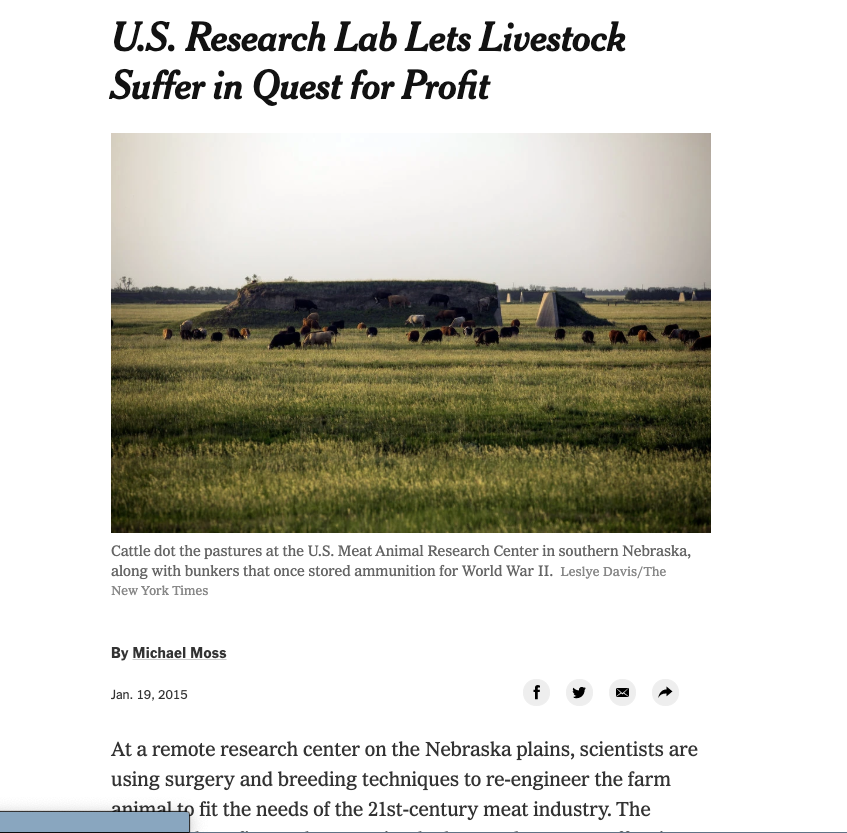 U.S. Research Lab Lets Livestock
Suffer in Quest for Profit
Cattle dot the pastures at the U.S. Meat Animal Research Center in southern Nebraska,
along with bunkers that once stored ammunition for World War II. Leslye Davis/The
New York Times
By Michael Moss
Jan. 19, 2015
At a remote research center on the Nebraska plains, scientists are
using surgery and breeding techniques to re-engineer the farm
animal to fit the needs of the 21st-century meat industry. The